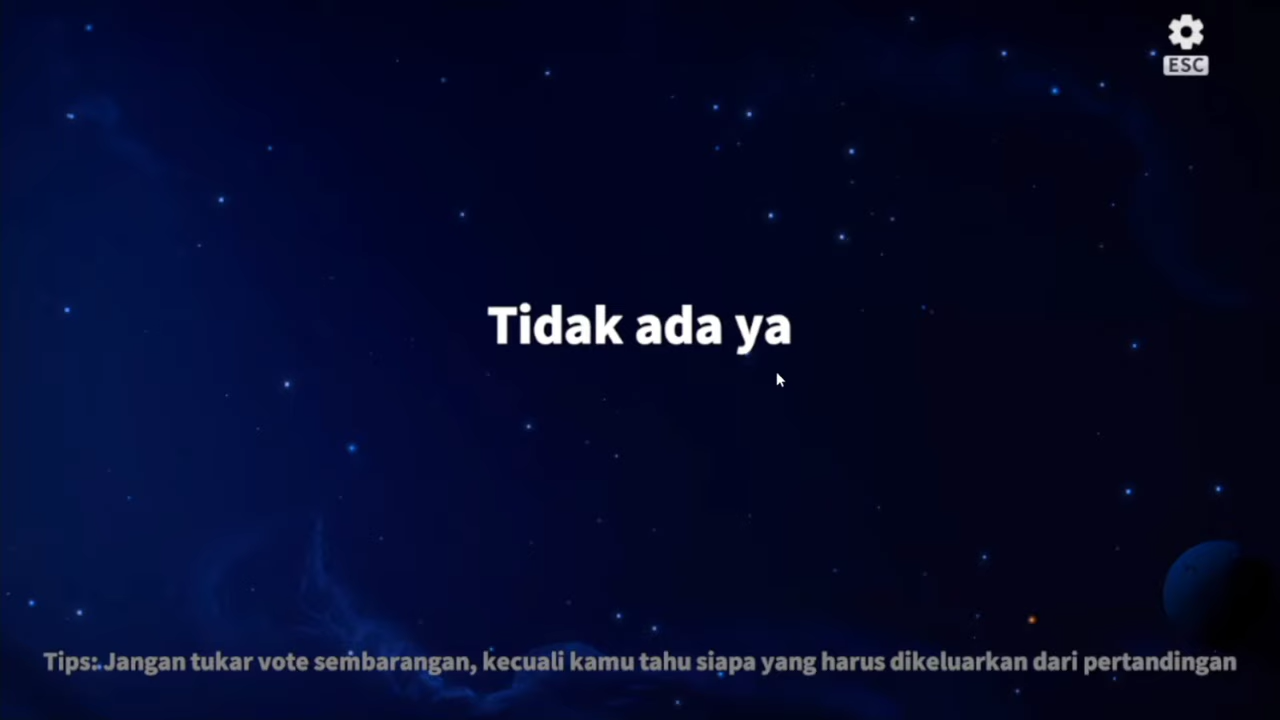 ESC
Tidak ada ya
Tips: Jangan tukar vote sembarangan, kecuali kamu tahu siapa yang harus dikeluarkan dari pertandingan